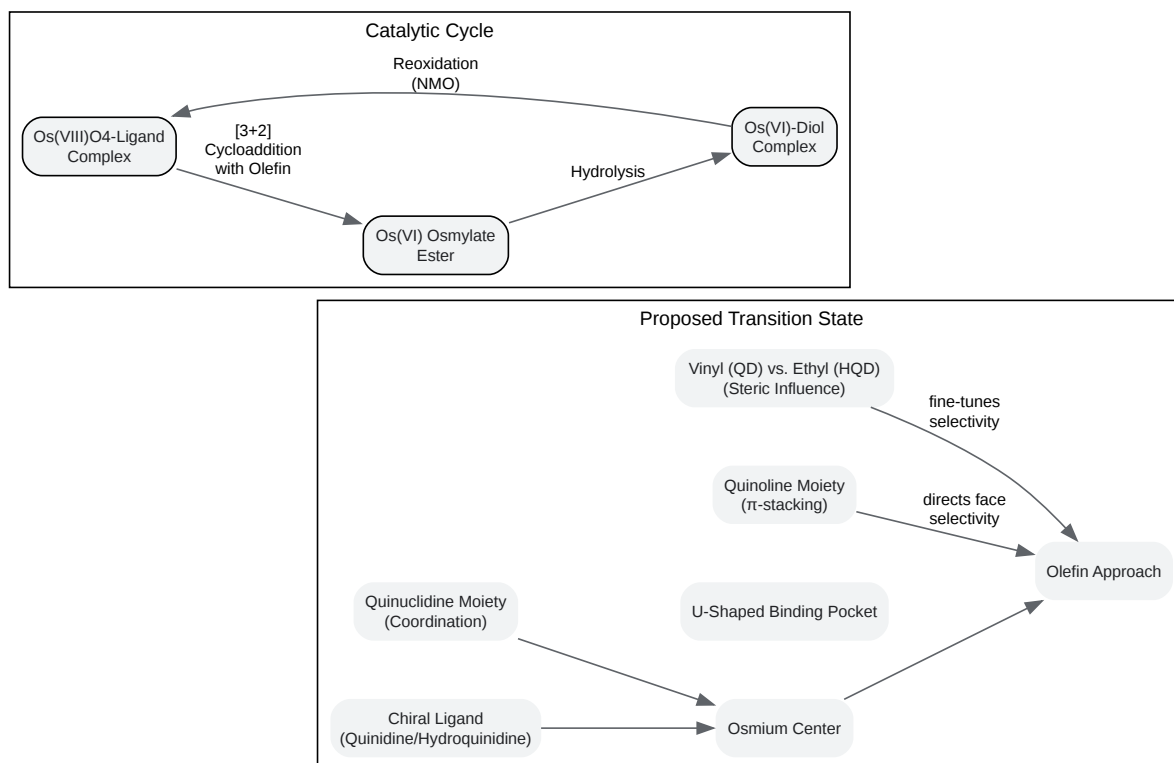 Catalytic Cycle
Reoxidation
(NMO)
Os(VIII)O4-Ligand
Complex
[3+2]
Cycloaddition
with Olefin
Os(VI)-Diol
Complex
Hydrolysis
Os(VI) Osmylate
Ester
Proposed Transition State
Vinyl (QD) vs. Ethyl (HQD)
(Steric Influence)
fine-tunes
selectivity
Quinoline Moiety
(π-stacking)
directs face
selectivity
Olefin Approach
Quinuclidine Moiety
(Coordination)
U-Shaped Binding Pocket
Chiral Ligand
(Quinidine/Hydroquinidine)
Osmium Center